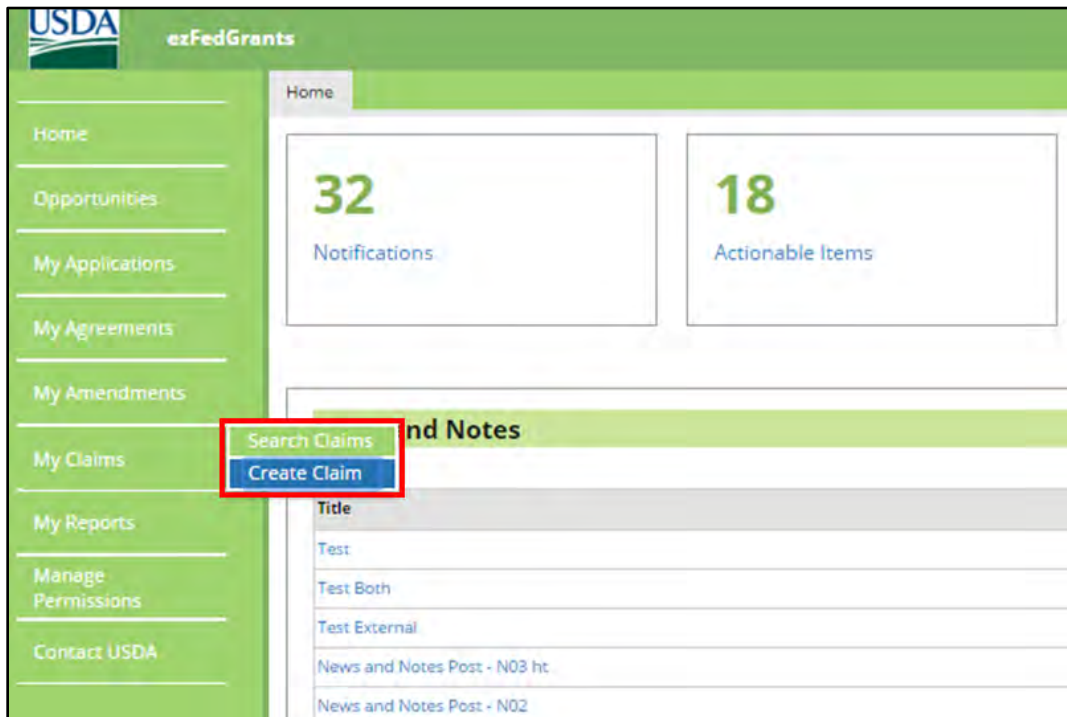 USDA
ezFedGrants
Home
Home
Opportunities
My Applications
My Agreements
My Amendments
My Claims
My Reports
Manage
Permissions
Contact USDA
Search Claims
Create Claim
32
Notifications
18
Actionable Items
nd Notes
Title
Test
Test Both
Test External
News and Notes Post - N03 ht
News and Notes Post - N02